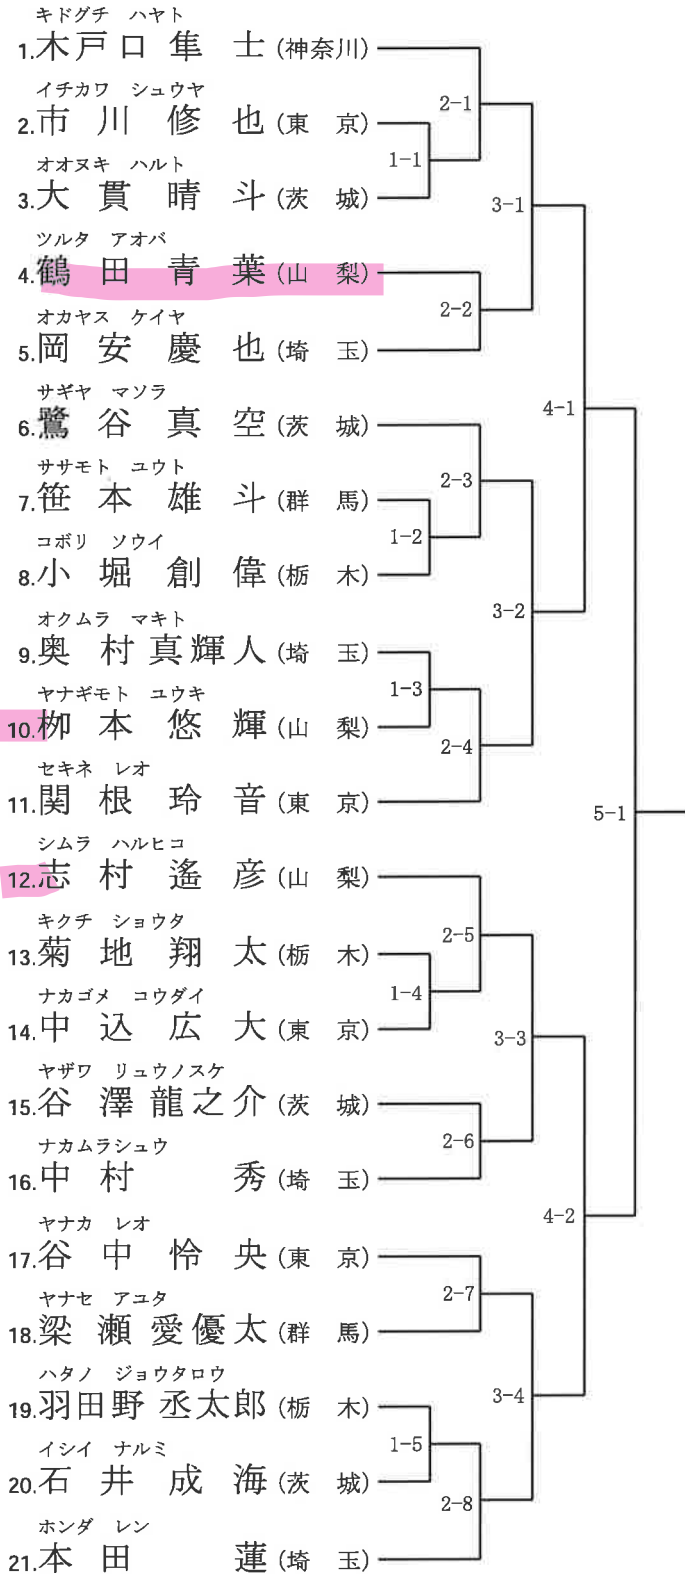 キドグチ ハヤト
1.木戸口 隼 士(神奈川)
イチカワ シュウヤ
2.市 川 修 也(東 京)
オオヌキ ハルト
3.大 貫 晴 斗(茨 城)
ツルタ アオバ
4.鶴 田 青 葉(山 梨)
オカヤス ケイヤ
5.岡 安 慶 也(埼 玉)
サギヤ マソラ
6.鷺 谷 真 空(茨 城)
ササモト ユウト
7.笹 本 雄 斗(群 馬)
コボリ ソウイ
8.小 堀 創 偉(栃 木)
オクムラ マキト
9.奥 村 真輝人(埼 玉)
ヤナギモト ユウキ
10.栁 本 悠 輝(山 梨)
セキネ レオ
11.関 根 玲 音(東 京)
シムラ ハルヒコ
12.志 村 遙 彦(山 梨)
キクチ ショウタ
13.菊 地 翔 太(栃 木)
ナカゴメ コウダイ
14.中 込 広 大(東 京)
ヤザワ リュウノスケ
15.谷 澤 龍之介(茨 城)
ナカムラシュウ
16.中 村 秀(埼 玉)
ヤナカ レオ
17.谷 中 怜 央(東 京)
ヤナセ アユタ
18.梁 瀬 愛優太(群 馬)
ハタノ ジョウタロウ
19.羽田野 丞太郎(栃 木)
イシイ ナルミ
20.石 井 成 海(茨 城)
ホンダ レン
21.本 田 蓮(埼 玉)
1-1
1-2
1-3
1-4
1-5
2-1
2-2
2-3
2-4
2-5
2-6
2-7
2-8
3-1
3-2
3-3
3-4
4-1
4-2
5-1